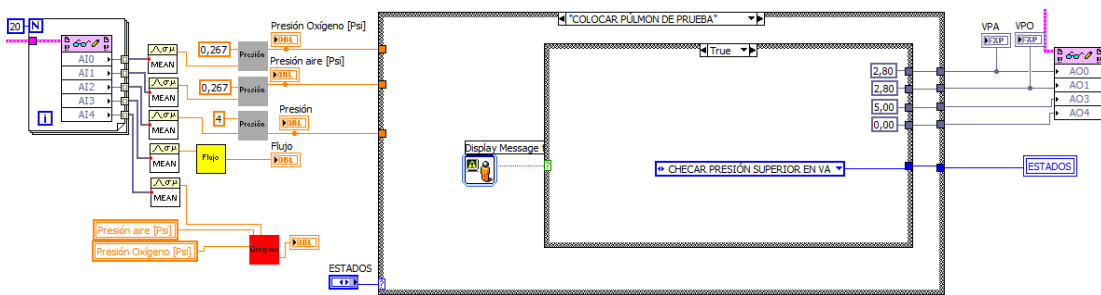 20
N
AI0
AI1
AI2
AI3
AI4
i
MEAN
MEAN
MEAN
MEAN
MEAN
0,267
Presión
Presión Oxígeno [Psi]
DBL
0,267
Presión
Presión aire [Psi]
DBL
4
Presión
Presión
DBL
Flujo
Flujo
DBL
Presión aire [Psi]
Presión Oxígeno [Psi]
Oxígeno
DBL
ESTADOS
"COLOCAR PÚLMON DE PRUEBA"
True
Display Message
CHECAR PRESIÓN SUPERIOR EN VA
2,80
2,80
5,00
0,00
VPA
FXP
VPO
FXP
AO0
AO1
AO3
AO4
ESTADOS